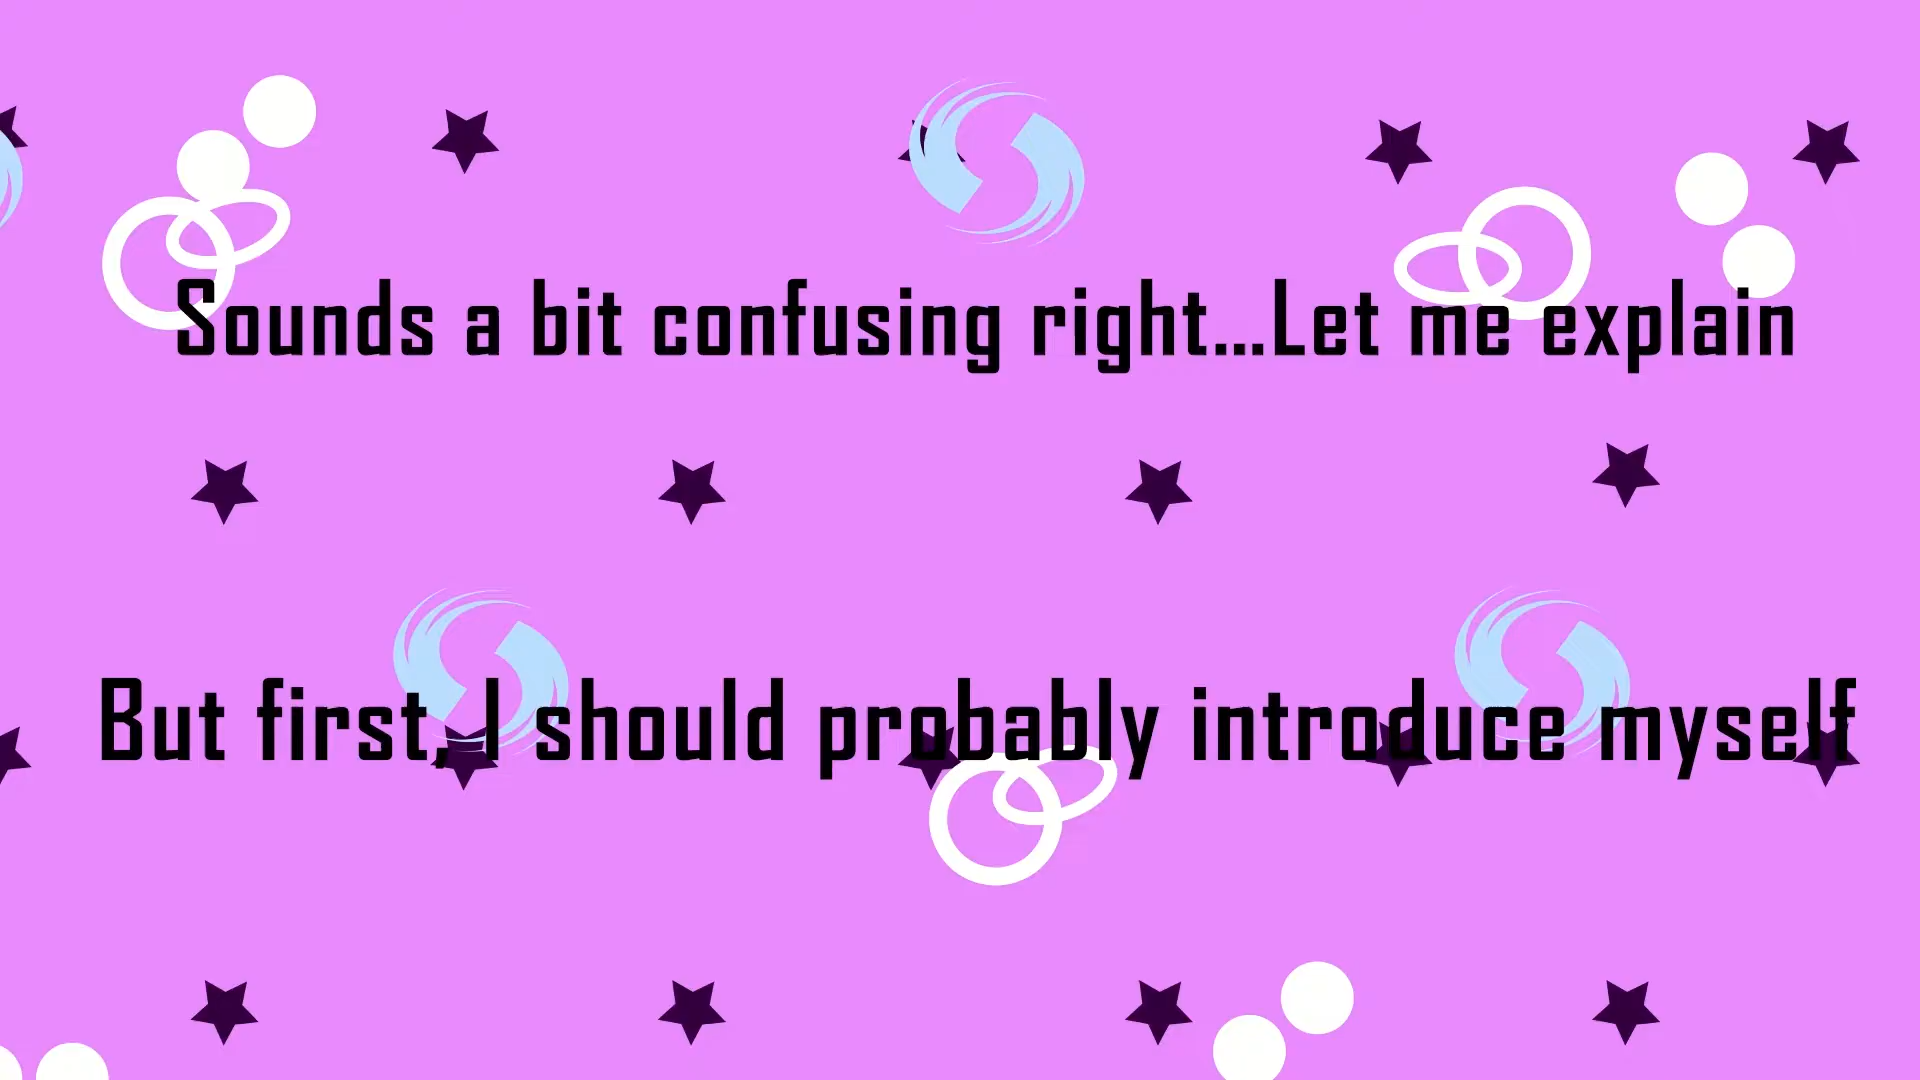 Sounds a bit confusing right...Let me explain
But first, I should probably introduce myself